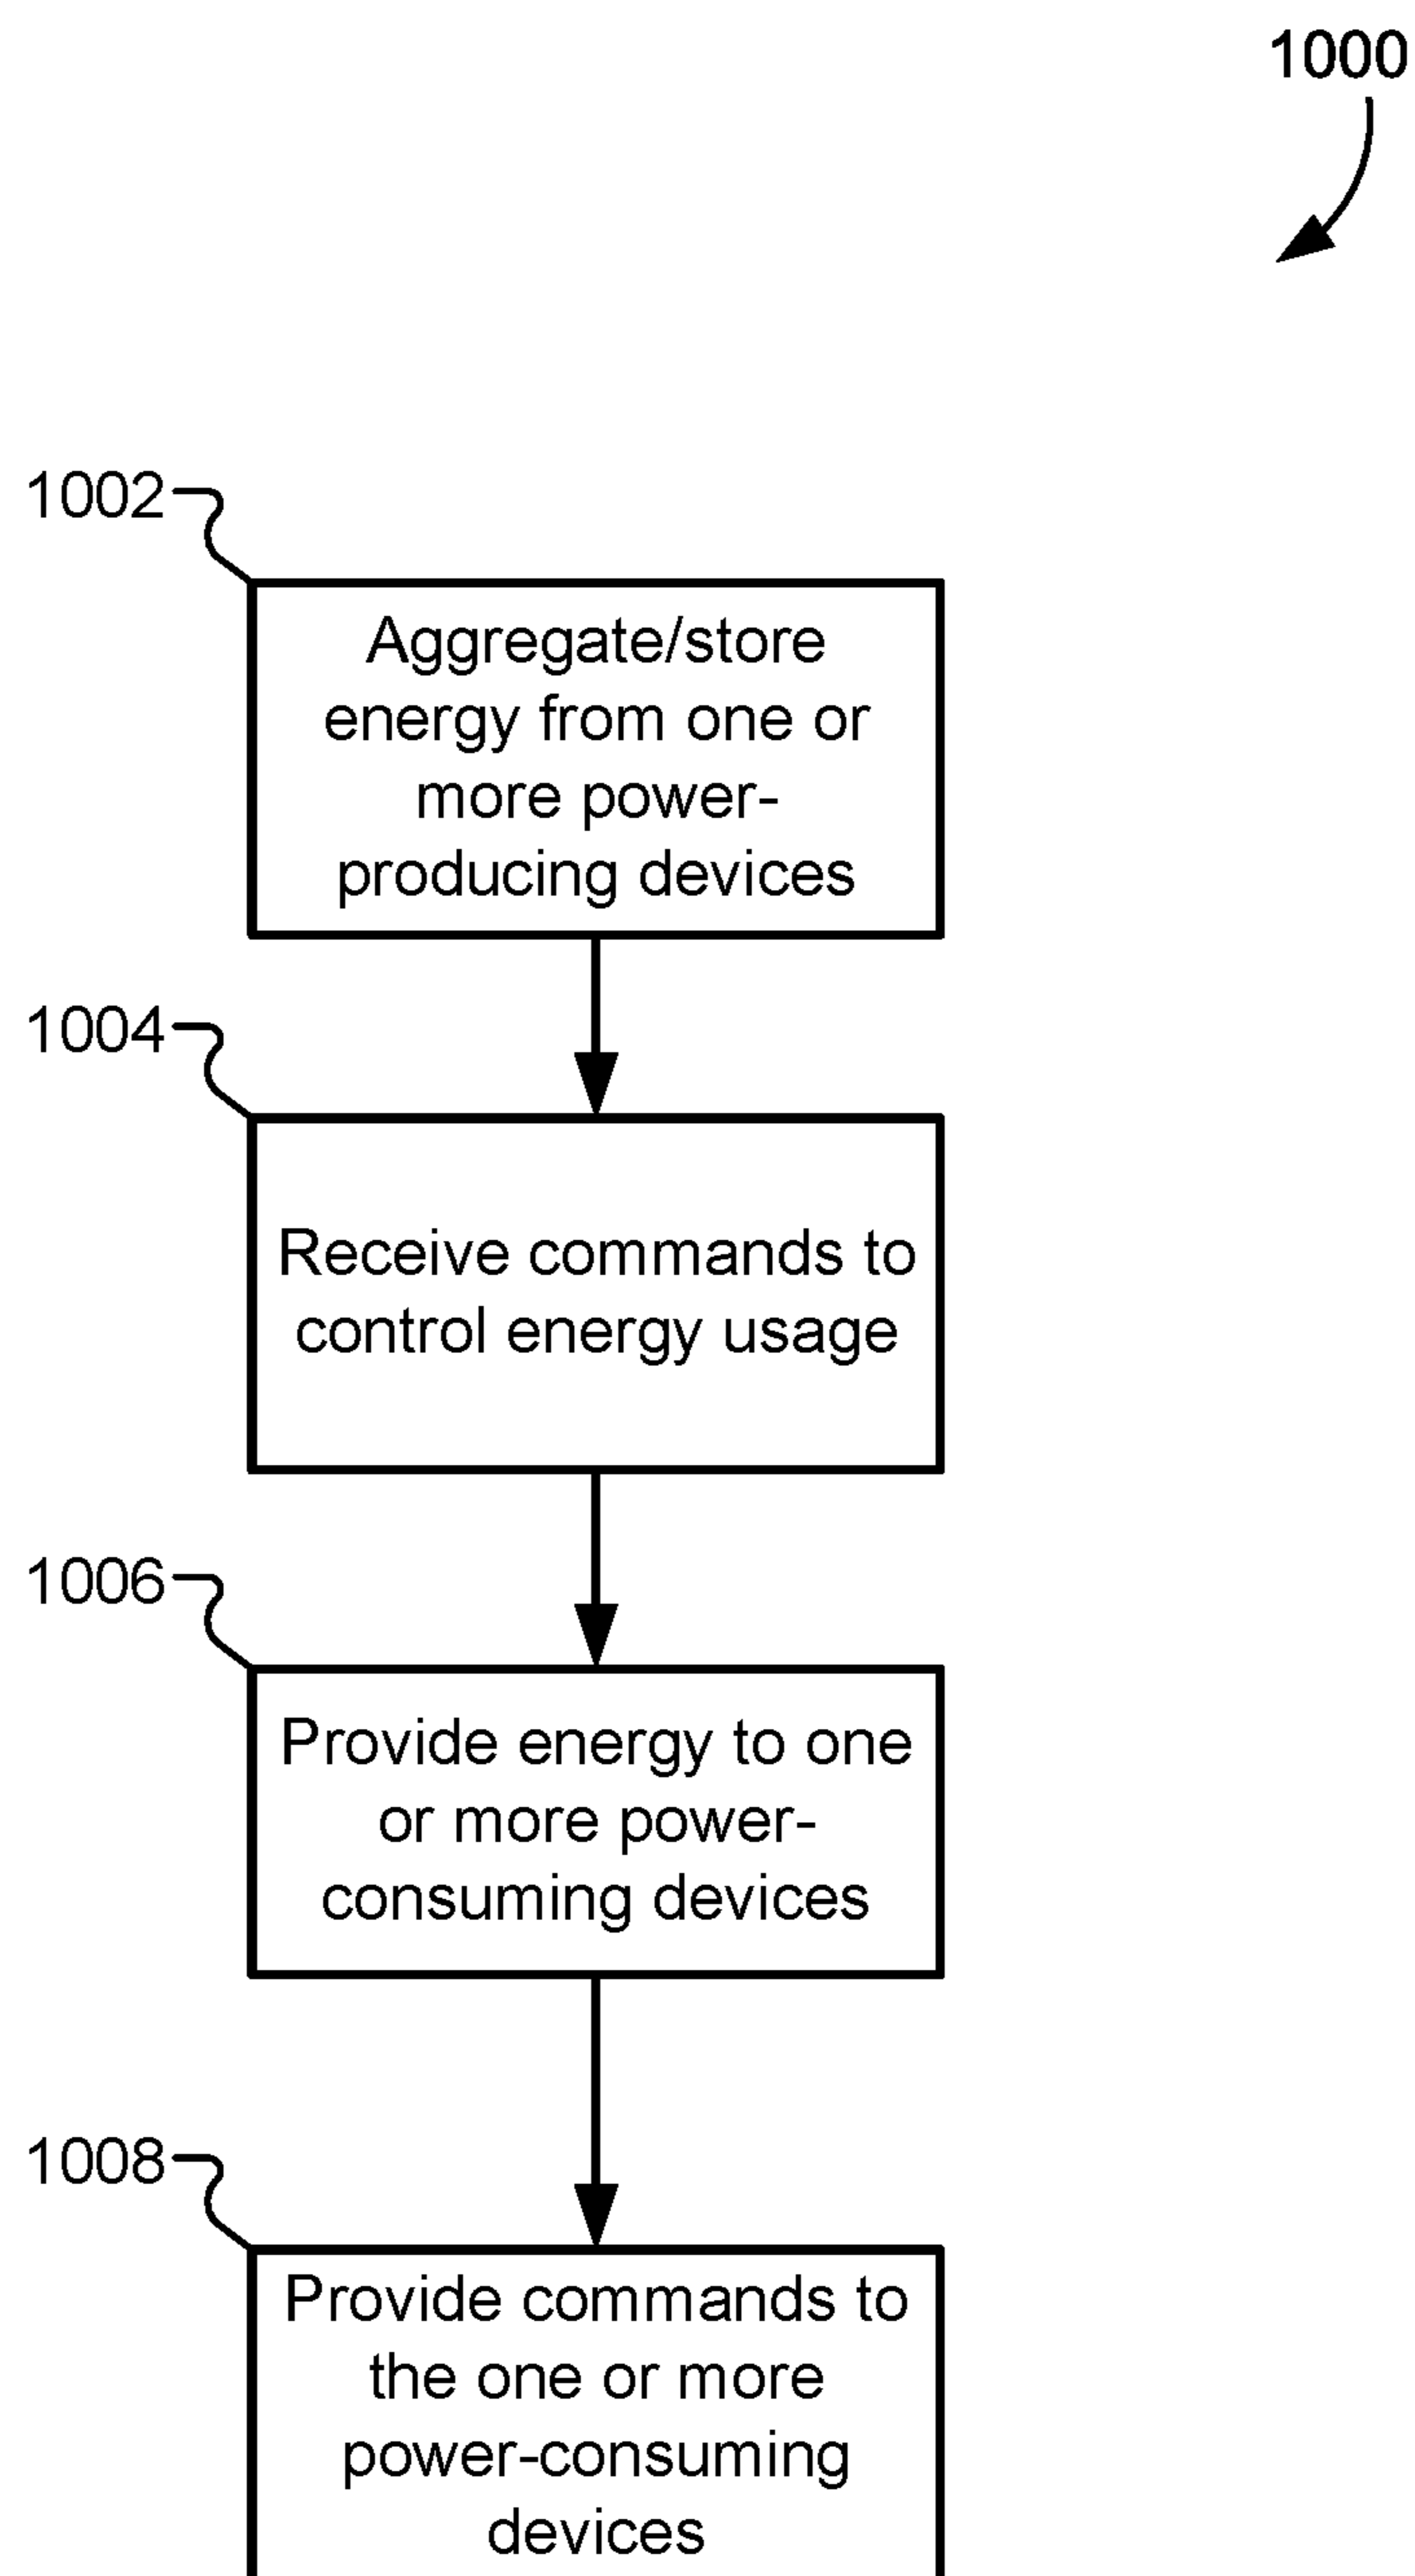 1000
1002
Aggregate/store
energy from one or
more power-
producing devices
1004
Receive commands to
control energy usage
1006
Provide energy to one
or more power-
consuming devices
1008
Provide commands to
the one or more
power-consuming
devices